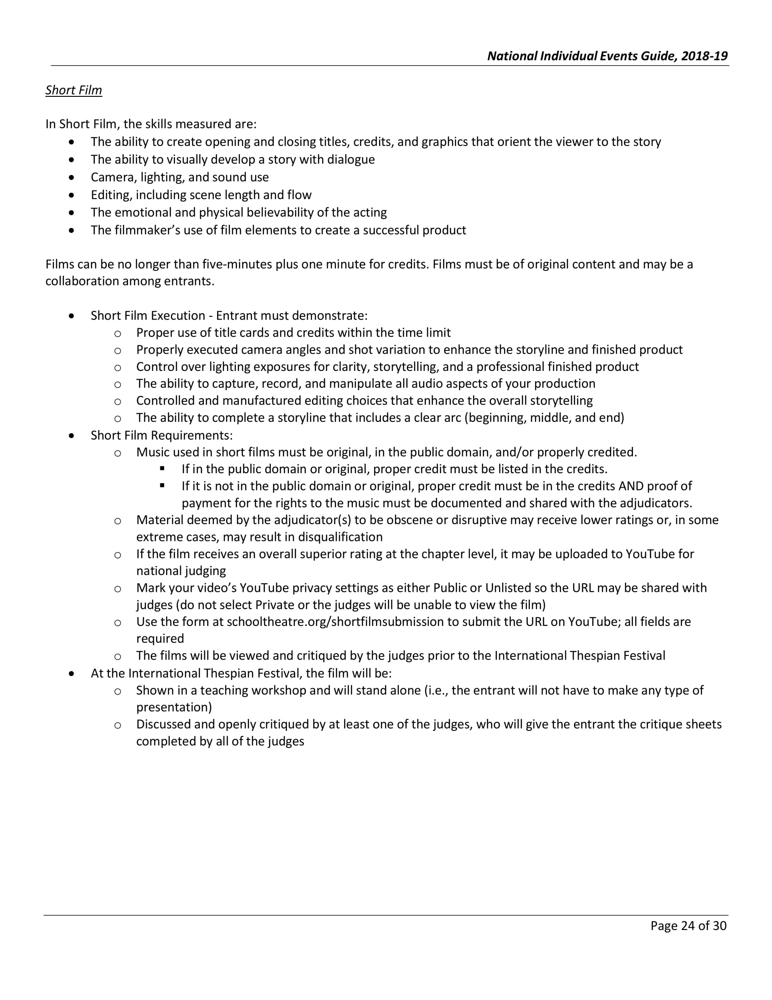 National Individual Events Guide, 2018-19
Short Film
In Short Film, the skills measured are:
• The ability to create opening and closing titles, credits, and graphics that orient the viewer to the story
• The ability to visually develop a story with dialogue
• Camera, lighting, and sound use
• Editing, including scene length and flow
• The emotional and physical believability of the acting
• The filmmaker’s use of film elements to create a successful product
Films can be no longer than five-minutes plus one minute for credits. Films must be of original content and may be a
collaboration among entrants.
• Short Film Execution - Entrant must demonstrate:
o Proper use of title cards and credits within the time limit
o Properly executed camera angles and shot variation to enhance the storyline and finished product
o Control over lighting exposures for clarity, storytelling, and a professional finished product
o The ability to capture, record, and manipulate all audio aspects of your production
o Controlled and manufactured editing choices that enhance the overall storytelling
o The ability to complete a storyline that includes a clear arc (beginning, middle, and end)
• Short Film Requirements:
o Music used in short films must be original, in the public domain, and/or properly credited.
▪ If in the public domain or original, proper credit must be listed in the credits.
▪ If it is not in the public domain or original, proper credit must be in the credits AND proof of
payment for the rights to the music must be documented and shared with the adjudicators.
o Material deemed by the adjudicator(s) to be obscene or disruptive may receive lower ratings or, in some
extreme cases, may result in disqualification
o If the film receives an overall superior rating at the chapter level, it may be uploaded to YouTube for
national judging
o Mark your video’s YouTube privacy settings as either Public or Unlisted so the URL may be shared with
judges (do not select Private or the judges will be unable to view the film)
o Use the form at schooltheatre.org/shortfilmsubmission to submit the URL on YouTube; all fields are
required
o The films will be viewed and critiqued by the judges prior to the International Thespian Festival
• At the International Thespian Festival, the film will be:
o Shown in a teaching workshop and will stand alone (i.e., the entrant will not have to make any type of
presentation)
o Discussed and openly critiqued by at least one of the judges, who will give the entrant the critique sheets
completed by all of the judges
Page 24 of 30